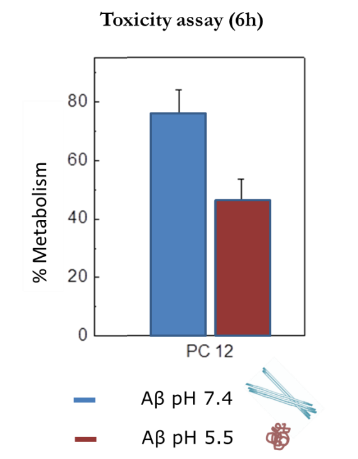 Toxicity assay (6h)
80
60
40
20
0
% Metabolism
PC 12
Aβ pH 7.4
Aβ pH 5.5